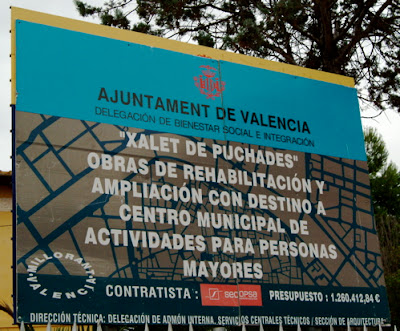 AJUNTAMENT DE VALENCIA
DELEGACIÓN DE BIENESTAR SOCIAL E INTEGRACIÓN
"XALET DE PUCHADES"
OBRAS DE REHABILITACIÓN Y
AMPLIACIÓN CON DESTINO A
CENTRO MUNICIPAL DE
ACTIVIDADES PARA PERSONAS
MAYORES
MILLORANT
VALENCIA
CONTRATISTA : secopsa PRESUPUESTO : 1.260.412,84 €
DIRECCIÓN TÉCNICA: DELEGACIÓN DE ADMÓN INTERNA. SERVICIOS CENTRALES TÉCNICOS / SECCIÓN DE ARQUITECTURA.